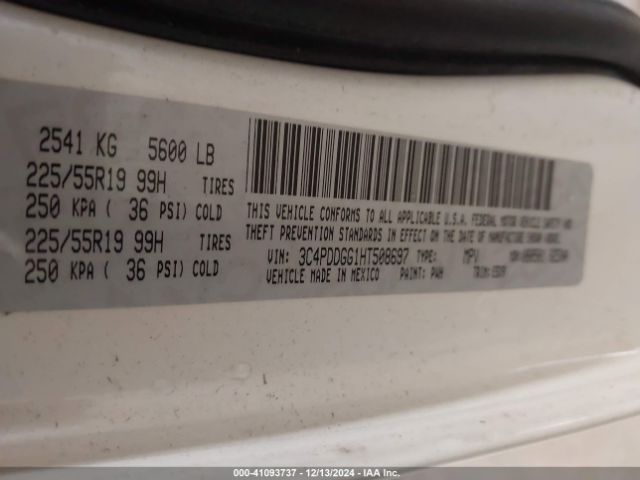 2541 KG 5600 LB
225/55R19 99H TIRES
250 KPA ( 36 PSI) COLD
225/55R19 99H TIRES
250 KPA ( 36 PSI) COLD
THIS VEHICLE CONFORMS TO ALL APPLICABLE U.S.A. FEDERAL MOTOR VEHICLE SAFETY AND
THEFT PREVENTION STANDARDS IN EFFECT ON THE DATE OF MANUFACTURE SHOWN ABOVE.
VIN: 3C4PDDGG1HT508697 TYPE: MPV
VEHICLE MADE IN MEXICO PAINT: PAW TRIM:
000-41093737 - 12/13/2024 - IAA Inc.